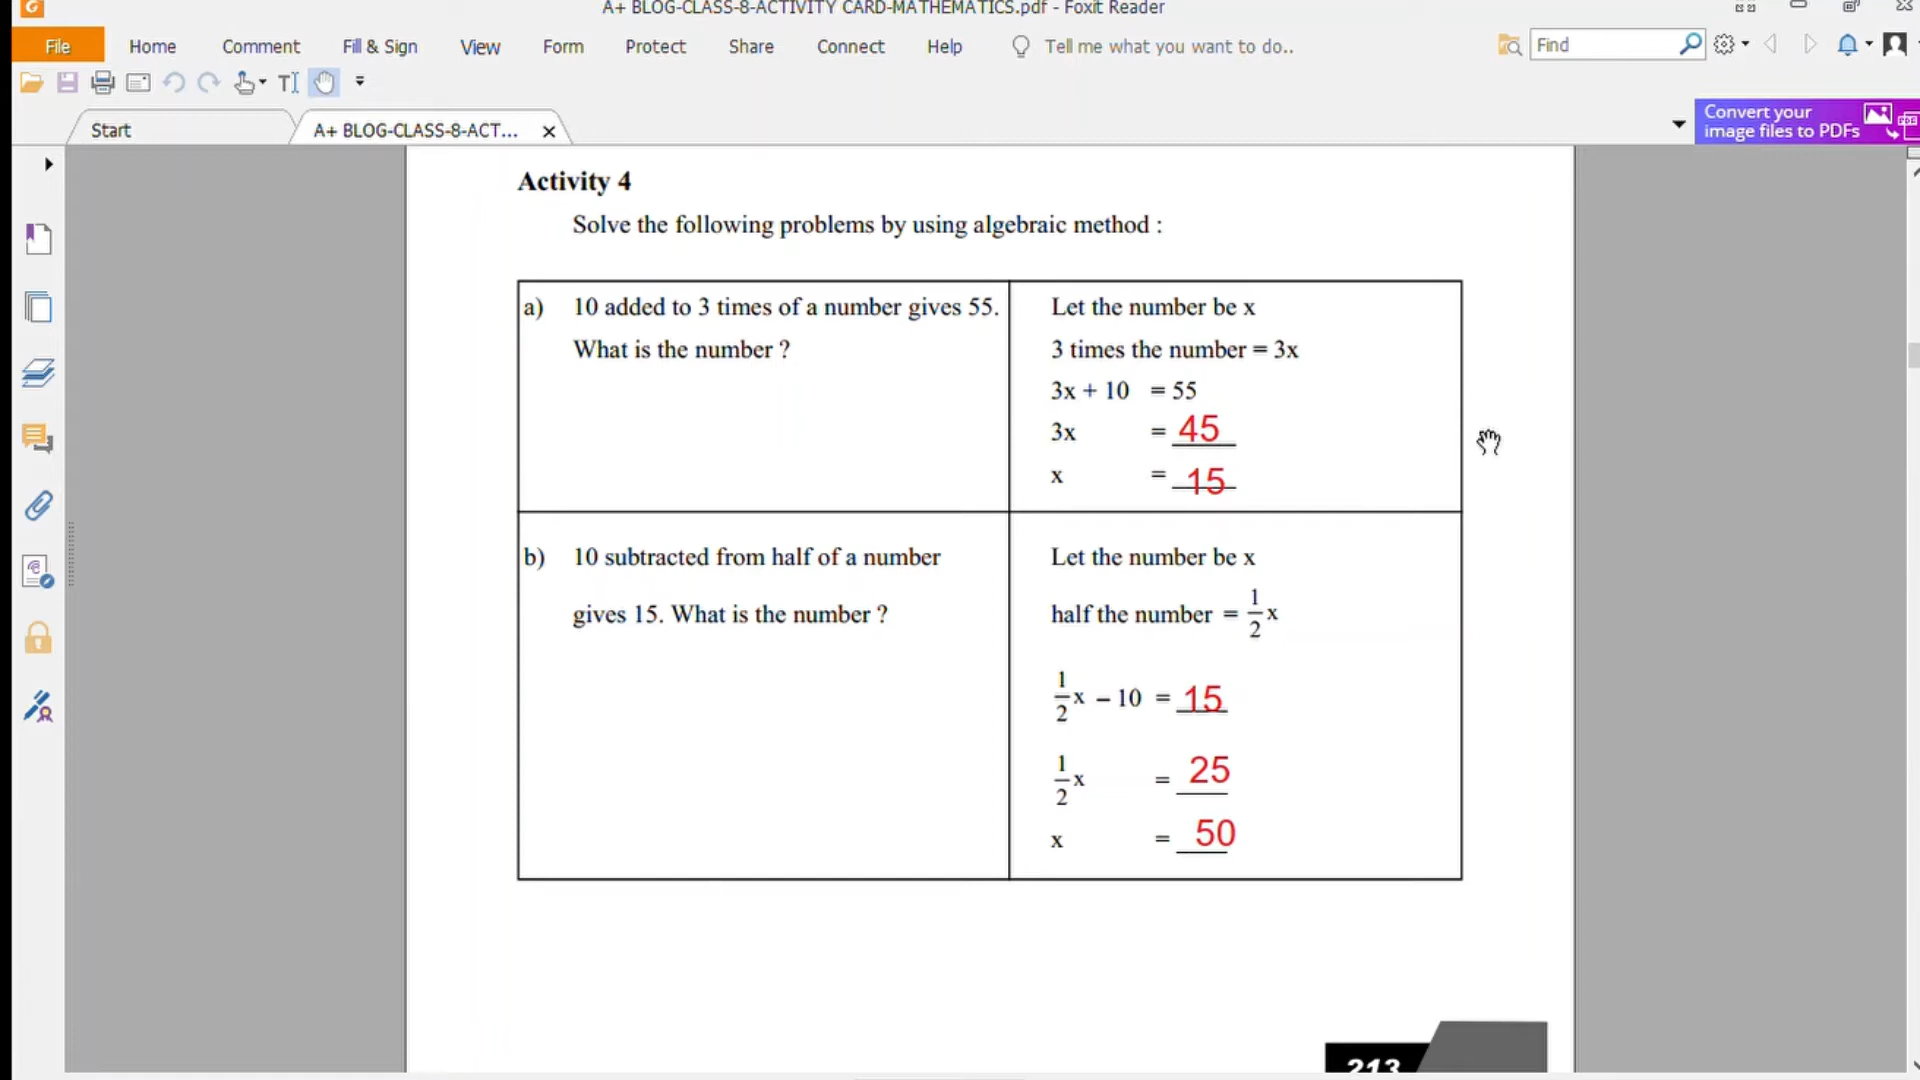 A+ BLOG-CLASS-8-ACTIVITY CARD-MATHEMATICS.pdf - Foxit Reader
File Home Comment Fill & Sign View Form Protect Share Connect Help Tell me what you want to do.. Find
Start A+ BLOG-CLASS-8-ACT...
Convert your
image files to PDFs
Activity 4
Solve the following problems by using algebraic method :
a) 10 added to 3 times of a number gives 55.
What is the number ?
Let the number be x
3 times the number = 3x
3x + 10 = 55
3x = 45
x = 15
b) 10 subtracted from half of a number
gives 15. What is the number ?
Let the number be x
half the number = 1/2 x
1/2 x – 10 = 15
1/2 x = 25
x = 50
213